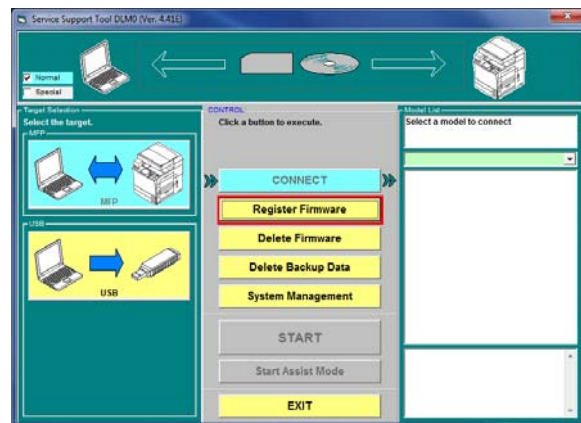 Service Support Tool DLM0 (Ver. 4.41E)
Normal
Special
Target Selection
Select the target.
MFP
MFP
USB
USB
CONTROL
Click a button to execute.
CONNECT
Register Firmware
Delete Firmware
Delete Backup Data
System Management
START
Start Assist Mode
EXIT
Model List
Select a model to connect